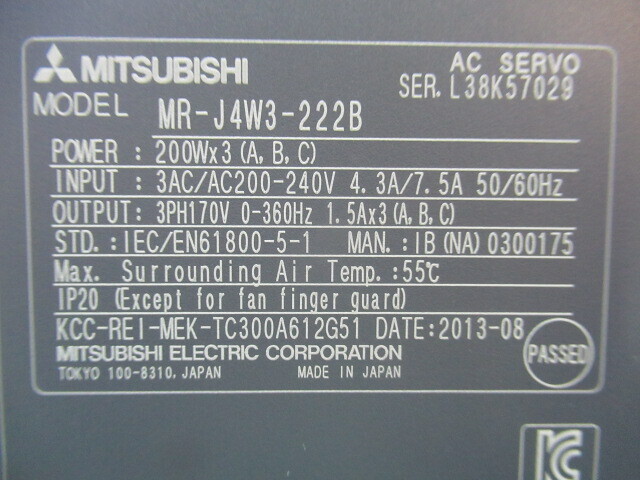 MITSUBISHI
AC SERVO
SER. L38K57029
MODEL MR-J4W3-222B
POWER : 200Wx3 (A, B, C)
INPUT : 3AC/AC200-240V 4.3A/7.5A 50/60Hz
OUTPUT: 3PH170V 0-360Hz 1.5Ax3 (A, B, C)
STD. : IEC/EN61800-5-1 MAN. : IB (NA) 0300175
Max. Surrounding Air Temp. : 55℃
IP20 (Except for fan finger guard)
KCC-REI-MEK-TC300A612G51 DATE: 2013-08
MITSUBISHI ELECTRIC CORPORATION
PASSED
TOKYO 100-8310, JAPAN MADE IN JAPAN